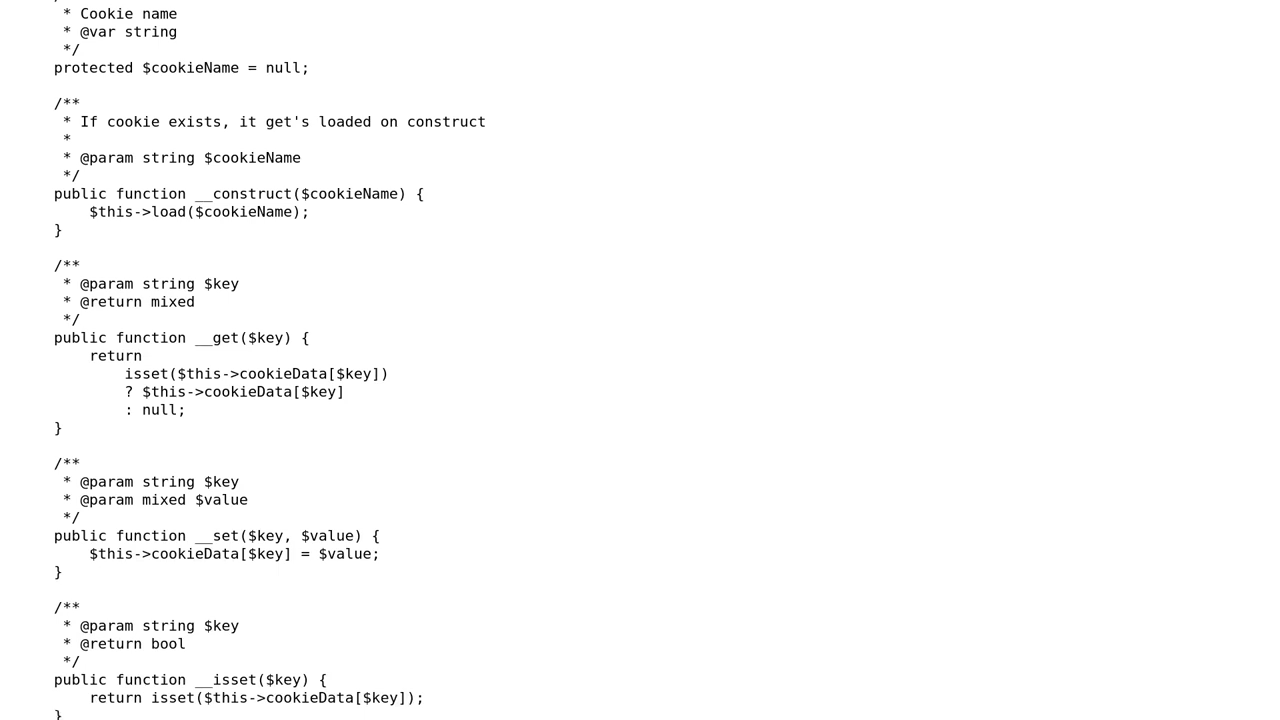 * Cookie name
     * @var string
     */
    protected $cookieName = null;

    /**
     * If cookie exists, it get's loaded on construct
     *
     * @param string $cookieName
     */
    public function __construct($cookieName) {
        $this->load($cookieName);
    }

    /**
     * @param string $key
     * @return mixed
     */
    public function __get($key) {
        return
            isset($this->cookieData[$key])
            ? $this->cookieData[$key]
            : null;
    }

    /**
     * @param string $key
     * @param mixed $value
     */
    public function __set($key, $value) {
        $this->cookieData[$key] = $value;
    }

    /**
     * @param string $key
     * @return bool
     */
    public function __isset($key) {
        return isset($this->cookieData[$key]);
    }